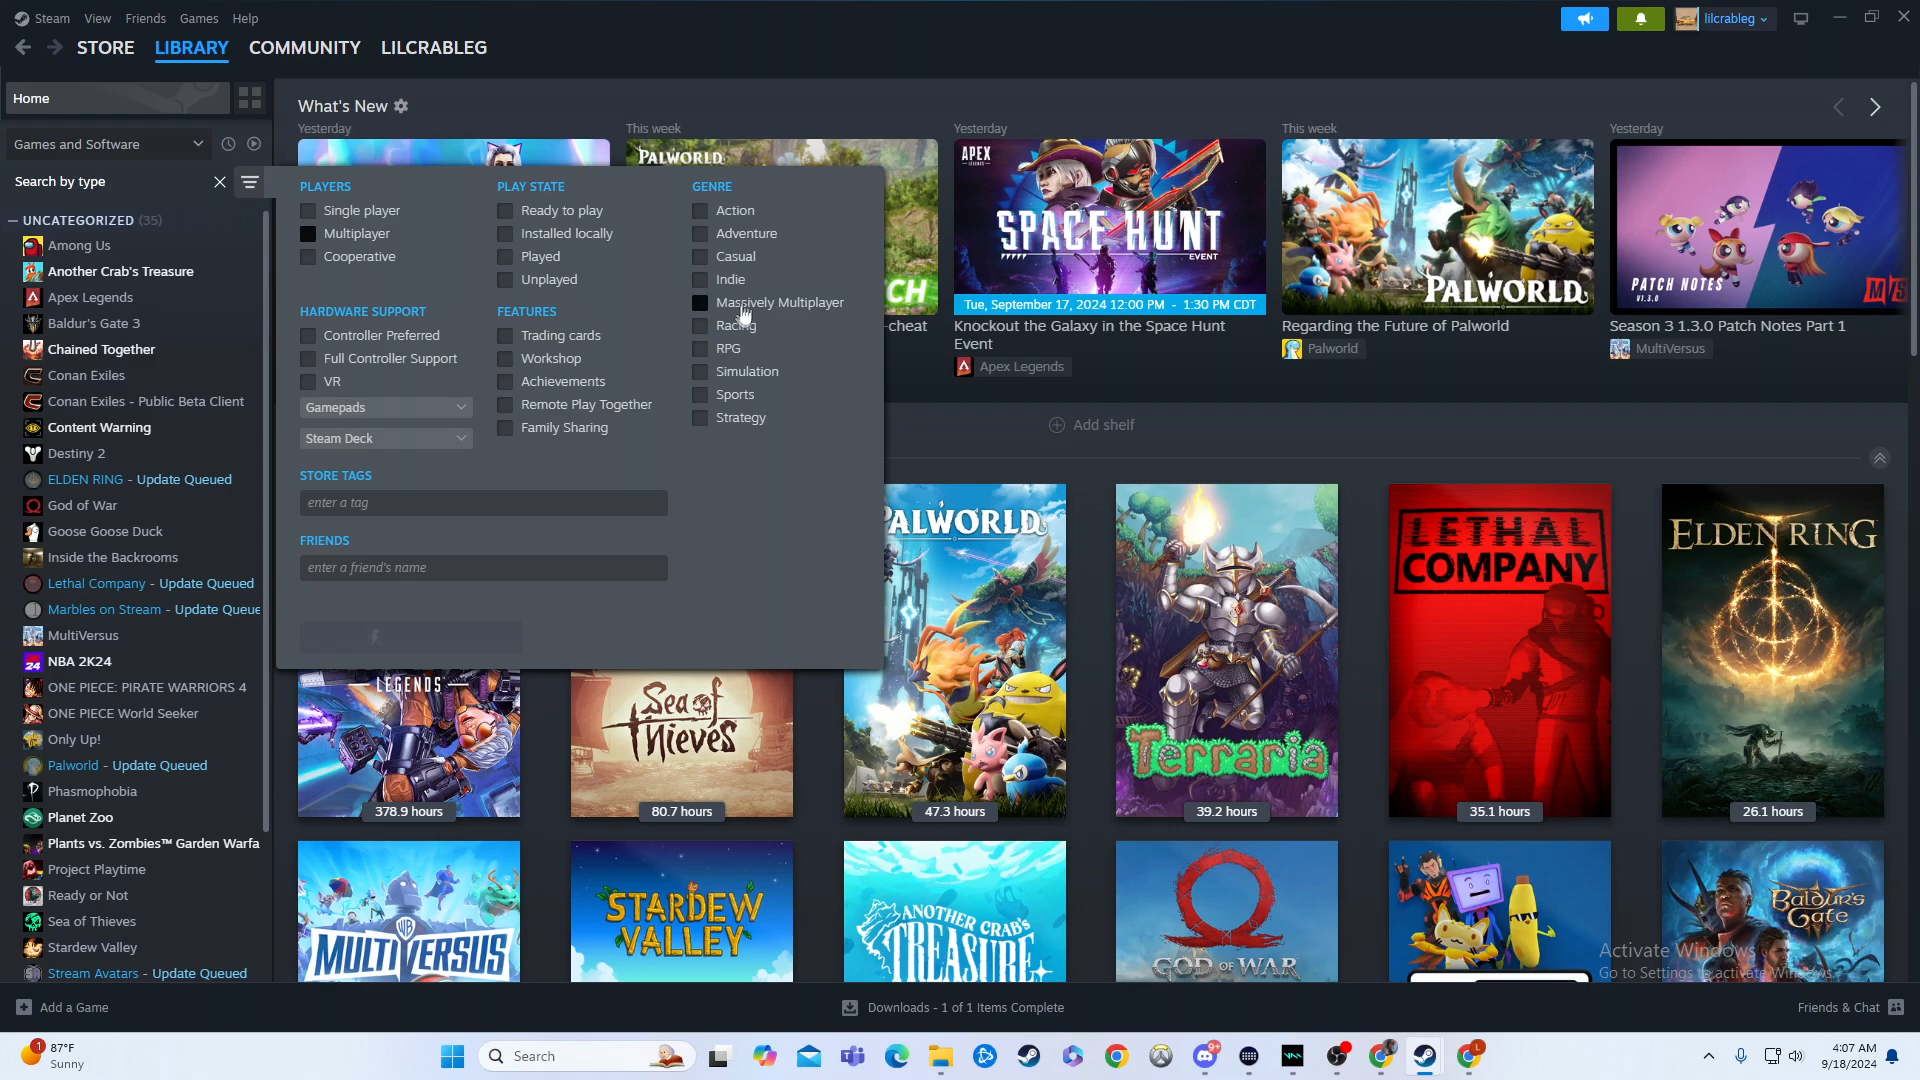 Steam View Friends Games Help
lilcrableg
STORE LIBRARY COMMUNITY LILCRABLEG
Home
What's New
Games and Software
Yesterday
This week
Yesterday
This week
Yesterday
Search by type
PLAYERS
Single player
Multiplayer
Cooperative
HARDWARE SUPPORT
Controller Preferred
Full Controller Support
VR
Gamepads
Steam Deck
PLAY STATE
Ready to play
Installed locally
Played
Unplayed
FEATURES
Trading cards
Workshop
Achievements
Remote Play Together
Family Sharing
GENRE
Action
Adventure
Casual
Indie
Massively Multiplayer
Racing
RPG
Simulation
Sports
Strategy
STORE TAGS
enter a tag
FRIENDS
enter a friend's name
PALWORLD
CH
-cheat
APEX
LEGENDS
SPACE HUNT
EVENT
Tue, September 17, 2024 12:00 PM - 1:30 PM CDT
Knockout the Galaxy in the Space Hunt
Event
Apex Legends
PALWORLD
Regarding the Future of Palworld
Palworld
PATCH NOTES
V1.3.0
M/S
Season 3 1.3.0 Patch Notes Part 1
MultiVersus
Add shelf
UNCATEGORIZED (35)
Among Us
Another Crab's Treasure
Apex Legends
Baldur's Gate 3
Chained Together
Conan Exiles
Conan Exiles - Public Beta Client
Content Warning
Destiny 2
ELDEN RING - Update Queued
God of War
Goose Goose Duck
Inside the Backrooms
Lethal Company - Update Queued
Marbles on Stream - Update Queue
MultiVersus
NBA 2K24
ONE PIECE: PIRATE WARRIORS 4
ONE PIECE World Seeker
Only Up!
Palworld - Update Queued
Phasmophobia
Planet Zoo
Plants vs. Zombies™ Garden Warfa
Project Playtime
Ready or Not
Sea of Thieves
Stardew Valley
Stream Avatars - Update Queued
LEGENDS
378.9 hours
Sea of Thieves
80.7 hours
PALWORLD
47.3 hours
TERRARIA
39.2 hours
LETHAL
COMPANY
35.1 hours
ELDEN RING
26.1 hours
MULTIVERSUS
STARDEW
VALLEY
ANOTHER CRAB'S
TREASURE
GOD OF WAR
BALDUR'S
GATE
Activate Windows
Go to Settings to activate Windows.
Add a Game
Downloads - 1 of 1 Items Complete
Friends & Chat
87°F
Sunny
Search
4:07 AM
9/18/2024